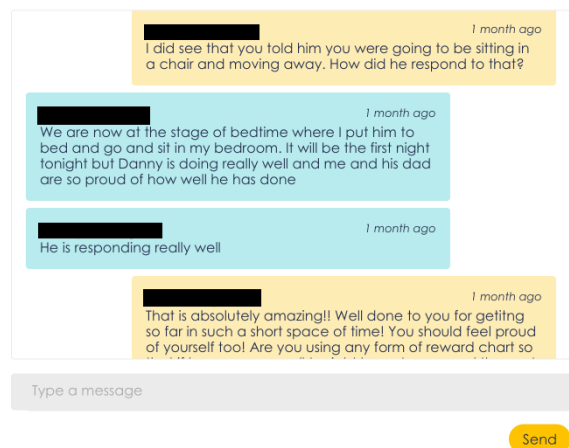 1 month ago
I did see that you told him you were going to be sitting in
a chair and moving away. How did he respond to that?
1 month ago
We are now at the stage of bedtime where I put him to
bed and go and sit in my bedroom. It will be the first night
tonight but Danny is doing really well and me and his dad
are so proud of how well he has done
1 month ago
He is responding really well
1 month ago
That is absolutely amazing!! Well done to you for getitng
so far in such a short space of time! You should feel proud
of yourself too! Are you using any form of reward chart so
Type a message
Send